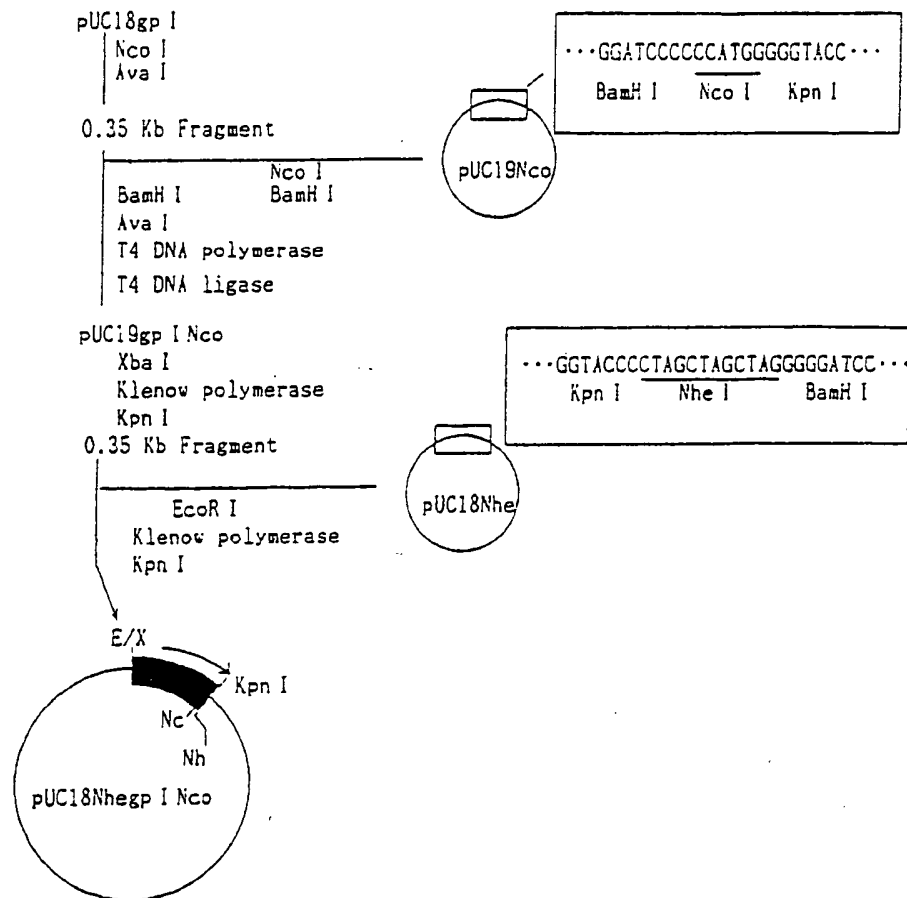 pUC18gp I
Nco I
Ava I
···GGATCCCCCCATGGGGGTACC···
BamH I Nco I Kpn I
0.35 Kb Fragment
pUC19Nco
Nco I
BamH I BamH I
Ava I
T4 DNA polymerase
T4 DNA ligase
pUC19gp I Nco
Xba I
Klenow polymerase
Kpn I
0.35 Kb Fragment
···GGTACCCCTAGCTAGCTAGGGGGATCC···
Kpn I Nhe I BamH I
pUC18Nhe
EcoR I
Klenow polymerase
Kpn I
E/X
Kpn I
Nc
Nh
pUC18Nhegp I Nco